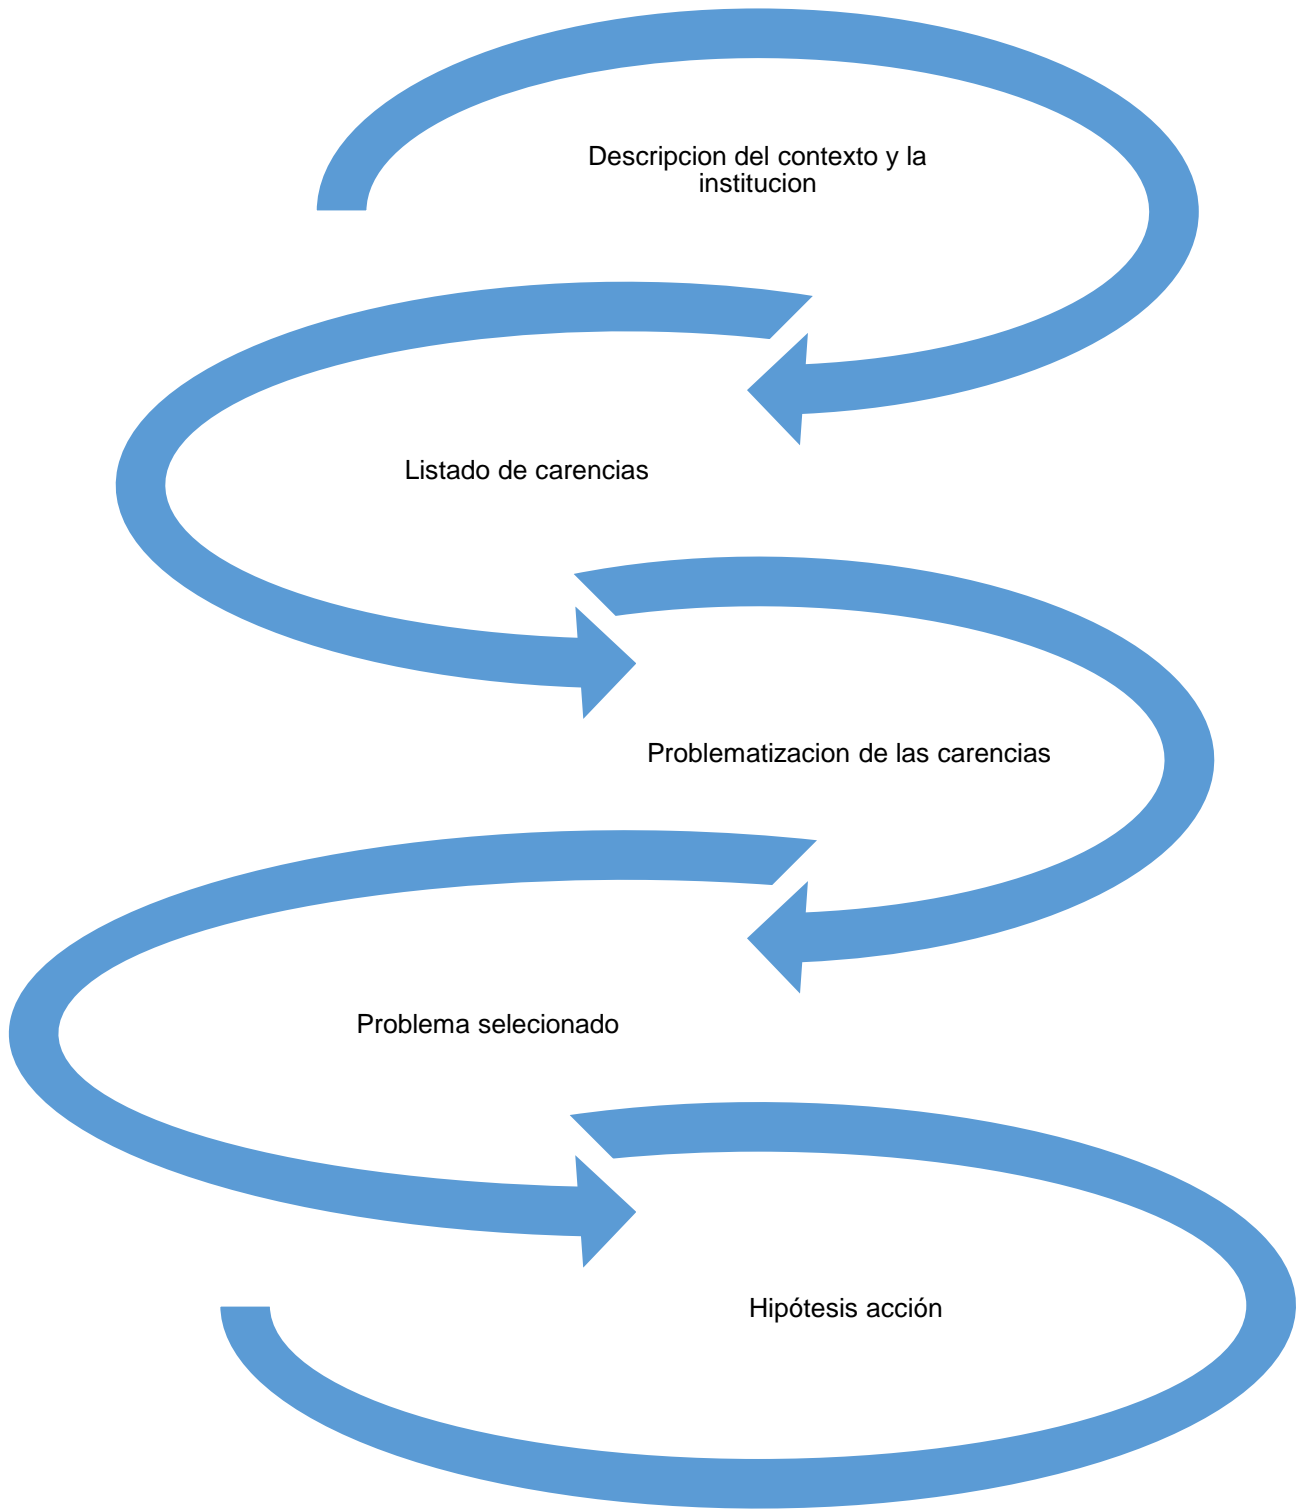 Descripcion del contexto y la
institucion
Listado de carencias
Problematizacion de las carencias
Problema selecionado
Hipótesis acción